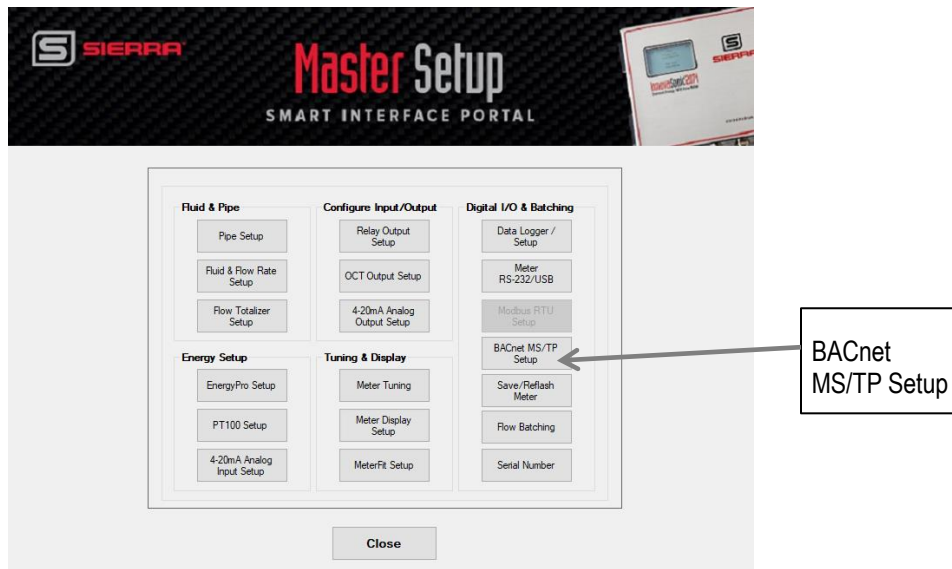 SIERRA
Master Setup
SMART INTERFACE PORTAL
SIERRA
Fluid & Pipe
Pipe Setup
Fluid & Flow Rate
Setup
Flow Totalizer
Setup
Configure Input/Output
Relay Output
Setup
OCT Output Setup
4-20mA Analog
Output Setup
Digital I/O & Batching
Data Logger /
Setup
Meter
RS-232/USB
Modbus RTU
Setup
BACnet MS/TP
Setup
Save/Reflash
Meter
Flow Batching
Serial Number
Energy Setup
EnergyPro Setup
PT100 Setup
4-20mA Analog
Input Setup
Tuning & Display
Meter Tuning
Meter Display
Setup
MeterFit Setup
Close
BACnet
MS/TP Setup